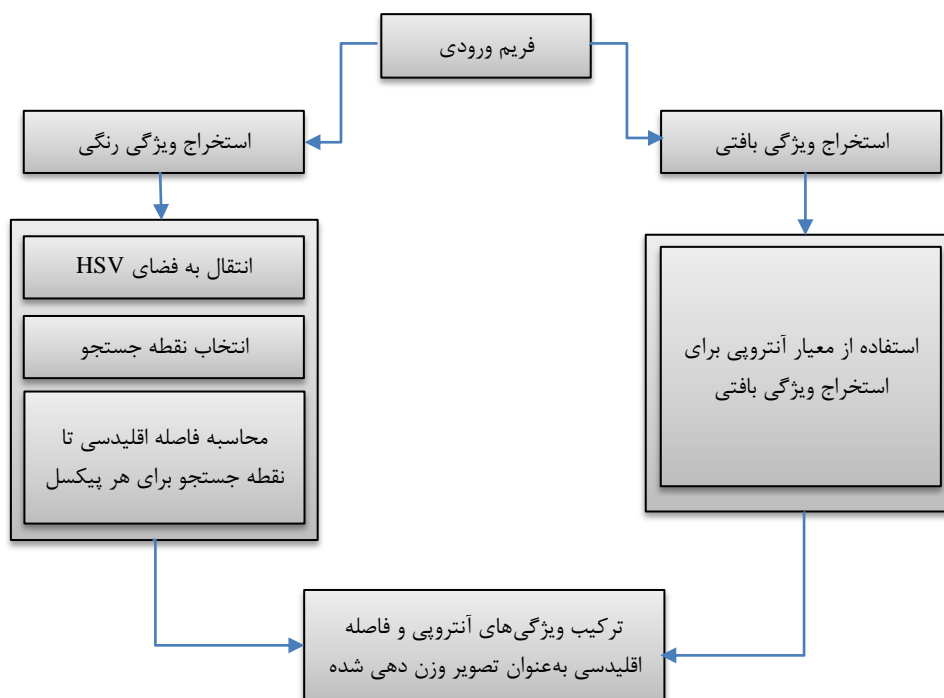 فریم ورودی
استخراج ویژگی بافتی
استخراج ویژگی رنگی
استفاده از معیار آنتروپی برای
استخراج ویژگی بافتی
انتقال به فضای HSV
انتخاب نقطه جستجو
محاسبه فاصله اقلیدسی تا
نقطه جستجو برای هر پیکسل
ترکیب ویژگی‌های آنتروپی و فاصله
اقلیدسی به‌عنوان تصویر وزن دهی شده